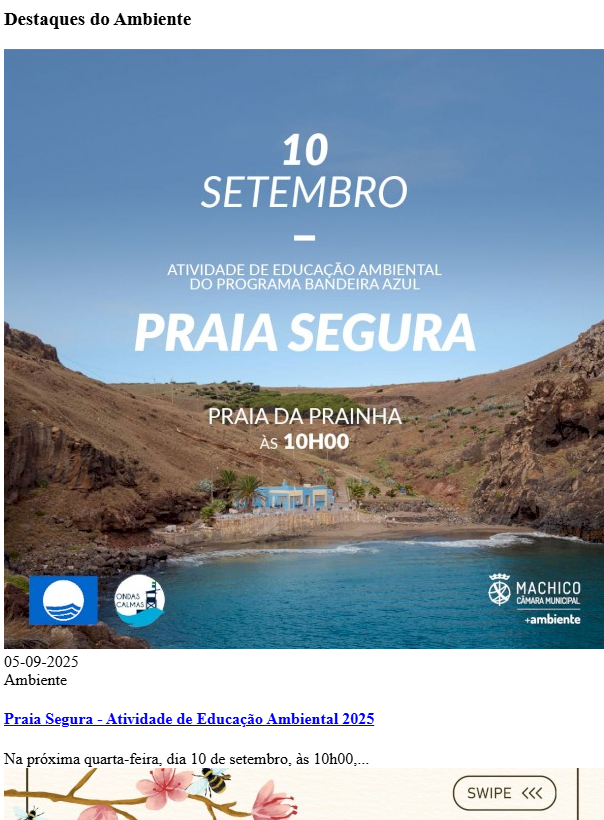 Destaques do Ambiente
10
SETEMBRO
ATIVIDADE DE EDUCAÇÃO AMBIENTAL
DO PROGRAMA BANDEIRA AZUL
PRAIA SEGURA
PRAIA DA PRAINHA
ÀS 10H00
ONDAS
CALMAS
MACHICO
CÂMARA MUNICIPAL
+ambiente
05-09-2025
Ambiente
Praia Segura - Atividade de Educação Ambiental 2025
Na próxima quarta-feira, dia 10 de setembro, às 10h00,...
SWIPE <<<